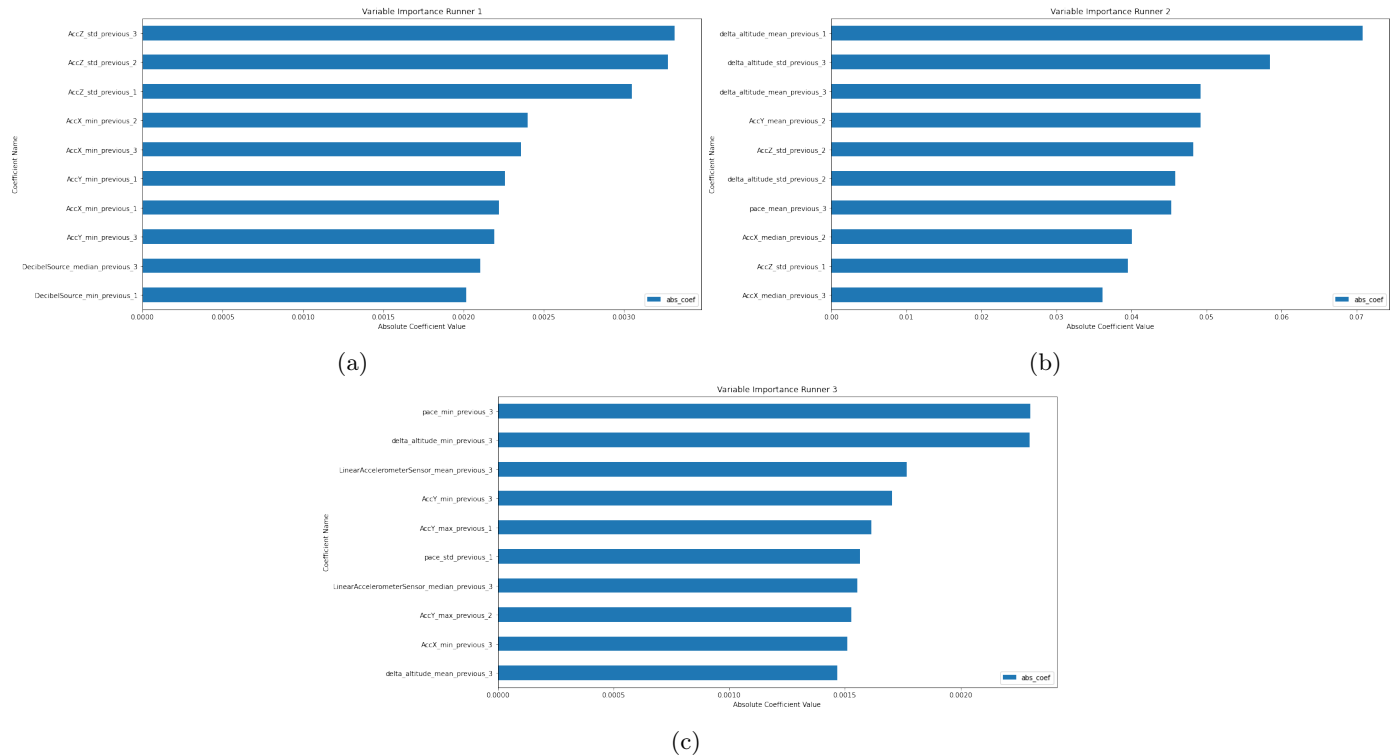 Variable Importance Runner 1
AccZ_std_previous_3
AccZ_std_previous_2
AccZ_std_previous_1
AccX_min_previous_2
AccX_min_previous_3
AccY_min_previous_1
AccX_min_previous_1
AccY_min_previous_3
DecibelSource_median_previous_3
DecibelSource_min_previous_1
Coefficient Name
abs_coef
0.0000 0.0005 0.0010 0.0015 0.0020 0.0025 0.0030
Absolute Coefficient Value
(a)
Variable Importance Runner 2
delta_altitude_mean_previous_1
delta_altitude_std_previous_3
delta_altitude_mean_previous_3
AccY_mean_previous_2
AccZ_std_previous_2
delta_altitude_std_previous_2
pace_mean_previous_3
AccX_median_previous_2
AccZ_std_previous_1
AccX_median_previous_3
Coefficient Name
abs_coef
0.00 0.01 0.02 0.03 0.04 0.05 0.06 0.07
Absolute Coefficient Value
(b)
Variable Importance Runner 3
pace_min_previous_3
delta_altitude_min_previous_3
LinearAccelerometerSensor_mean_previous_3
AccY_min_previous_3
AccY_max_previous_1
pace_std_previous_1
LinearAccelerometerSensor_median_previous_3
AccY_max_previous_2
AccX_min_previous_3
delta_altitude_mean_previous_3
Coefficient Name
abs_coef
0.0000 0.0005 0.0010 0.0015 0.0020
Absolute Coefficient Value
(c)